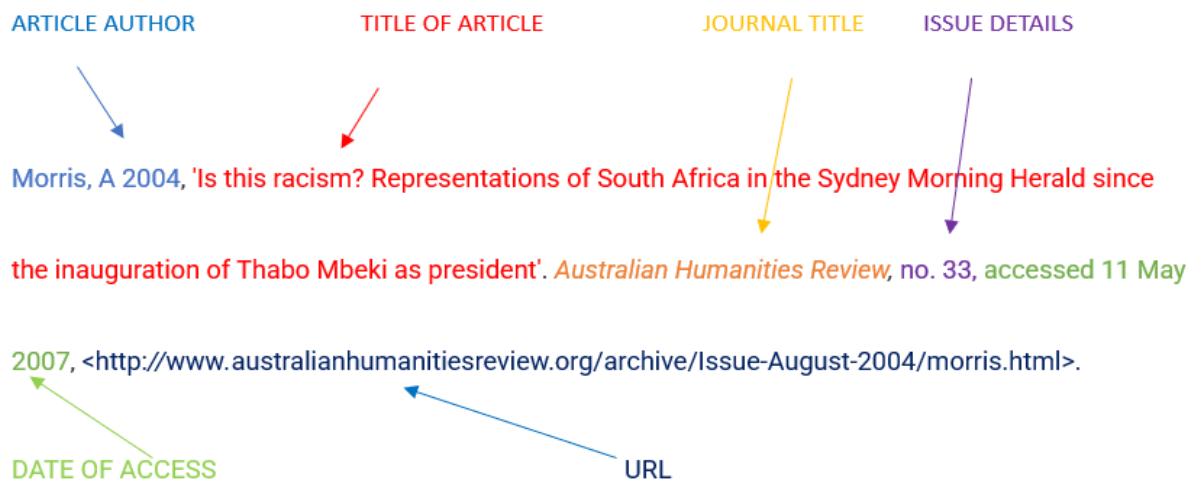 ARTICLE AUTHOR TITLE OF ARTICLE JOURNAL TITLE ISSUE DETAILS
Morris, A 2004, 'Is this racism? Representations of South Africa in the Sydney Morning Herald since
the inauguration of Thabo Mbeki as president'. Australian Humanities Review, no. 33, accessed 11 May
2007, <http://www.australianhumanitiesreview.org/archive/Issue-August-2004/morris.html>.
DATE OF ACCESS URL